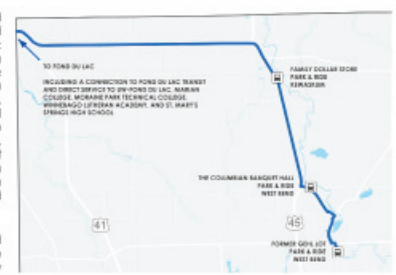 TO FOND DU LAC
INCLUDING A CONNECTION TO FOND DU LAC TRANSIT
AND DIRECT SERVICE TO UW-FOND DU LAC, MARIAN
COLLEGE, MORAINE PARK TECHNICAL COLLEGE,
WINNEBAGO LUTHERAN ACADEMY, AND ST. MARY'S
SPRINGS HIGH SCHOOL
FAMILY DOLLAR STORE
PARK & RIDE
KEWASKUM
THE COLUMBIAN BANQUET HALL
PARK & RIDE
WEST BEND
41
45
FORMER GEHL LOT
PARK & RIDE
WEST BEND